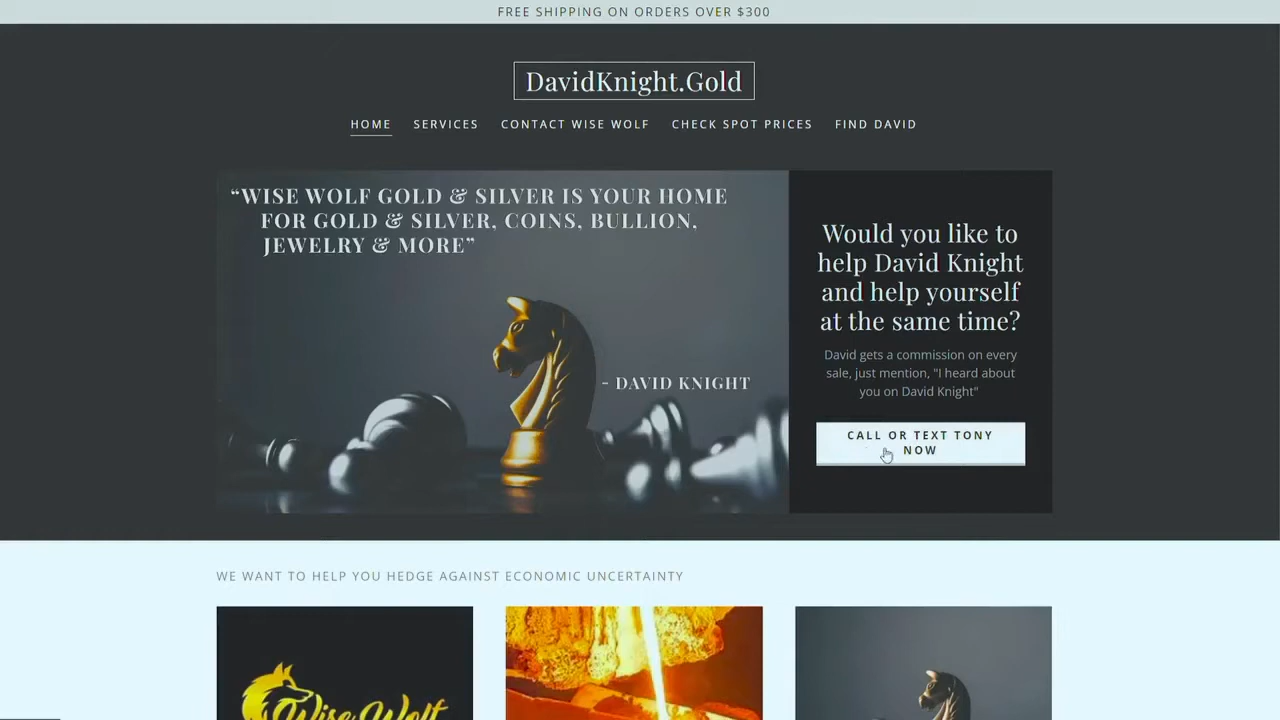 FREE SHIPPING ON ORDERS OVER $300
DavidKnight.Gold
HOME SERVICES CONTACT WISE WOLF CHECK SPOT PRICES FIND DAVID
“WISE WOLF GOLD & SILVER IS YOUR HOME
FOR GOLD & SILVER, COINS, BULLION,
JEWELRY & MORE”
- DAVID KNIGHT
Would you like to
help David Knight
and help yourself
at the same time?
David gets a commission on every
sale, just mention, "I heard about
you on David Knight"
CALL OR TEXT TONY
NOW
WE WANT TO HELP YOU HEDGE AGAINST ECONOMIC UNCERTAINTY
Wise Wolf